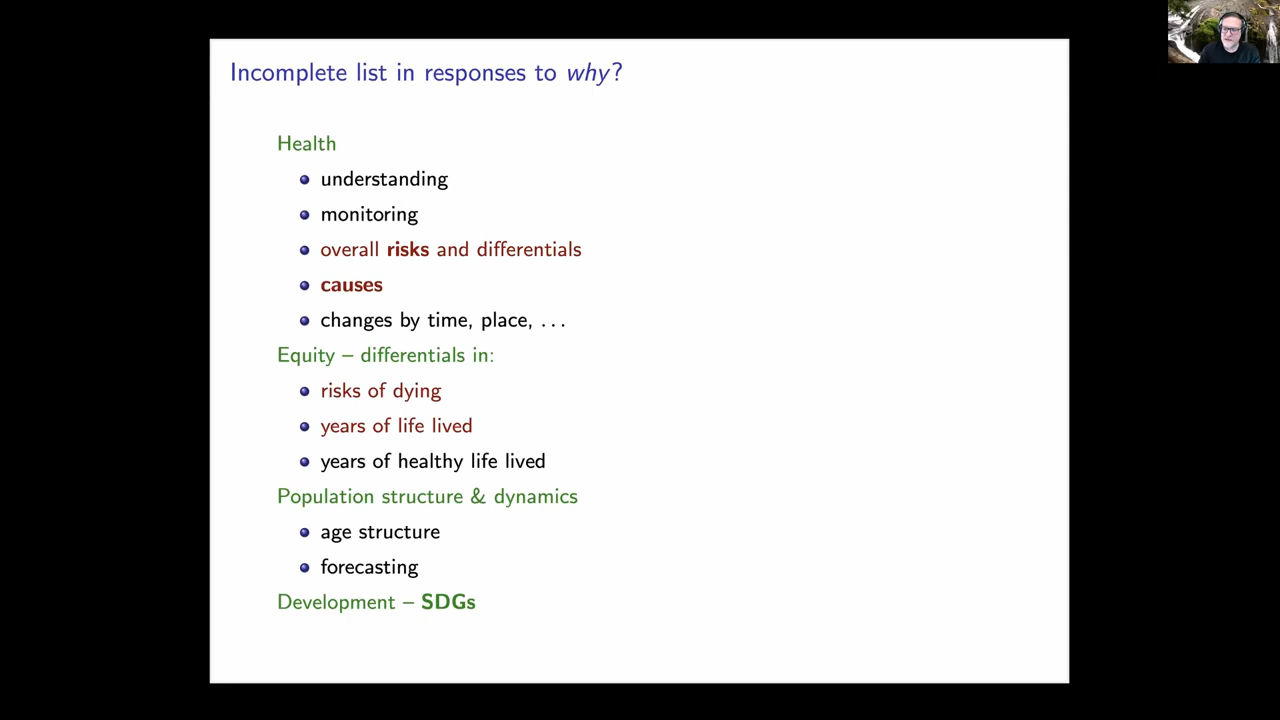 Incomplete list in responses to why?
Health
understanding
monitoring
overall risks and differentials
causes
changes by time, place, ...
Equity – differentials in:
risks of dying
years of life lived
years of healthy life lived
Population structure & dynamics
age structure
forecasting
Development – SDGs